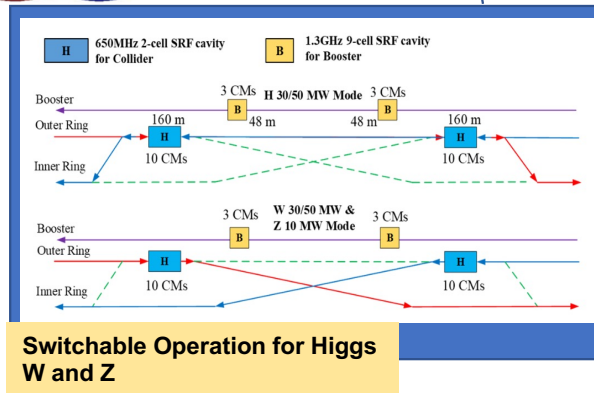 H
650MHz 2-cell SRF cavity
for Collider
B
1.3GHz 9-cell SRF cavity
for Booster
3 CMs H 30/50 MW Mode 3 CMs
Booster
B
B
Outer Ring
160 m
48 m
48 m
160 m
H
H
10 CMs
10 CMs
Inner Ring
W 30/50 MW &
Z 10 MW Mode
3 CMs
3 CMs
Booster
B
B
Outer Ring
H
H
10 CMs
10 CMs
Inner Ring
Switchable Operation for Higgs
W and Z